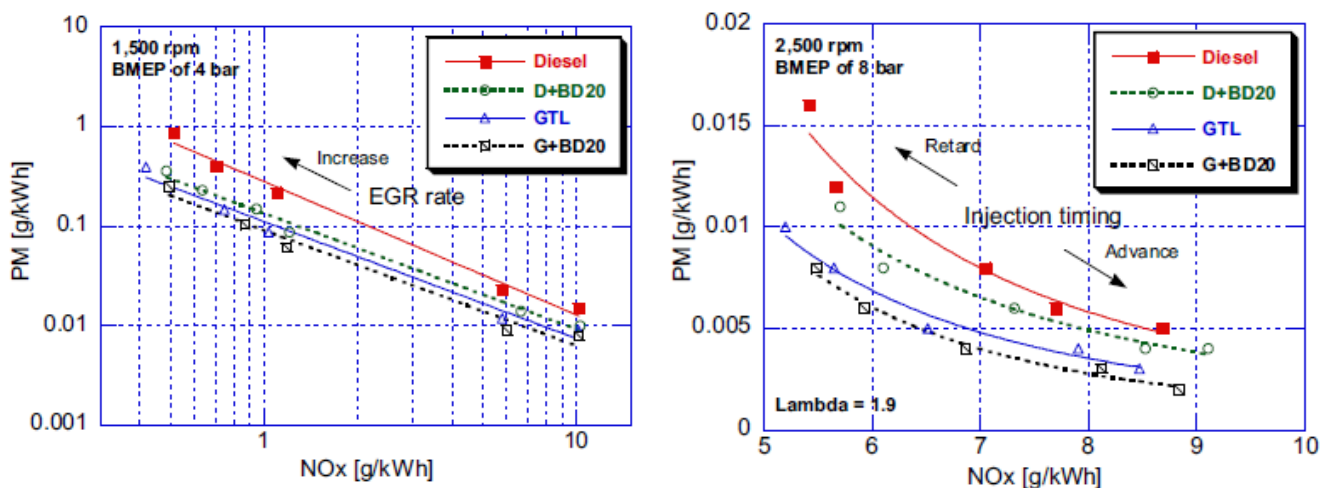 10
1
0.1
0.01
0.001
PM [g/kWh]
1,500 rpm
BMEP of 4 bar
Diesel
D+BD20
GTL
G+BD20
Increase
EGR rate
1
10
NOx [g/kWh]
0.02
0.015
0.01
0.005
0
PM [g/kWh]
2,500 rpm
BMEP of 8 bar
Diesel
D+BD20
GTL
G+BD20
Retard
Injection timing
Advance
Lambda = 1.9
5
6
7
8
9
10
NOx [g/kWh]